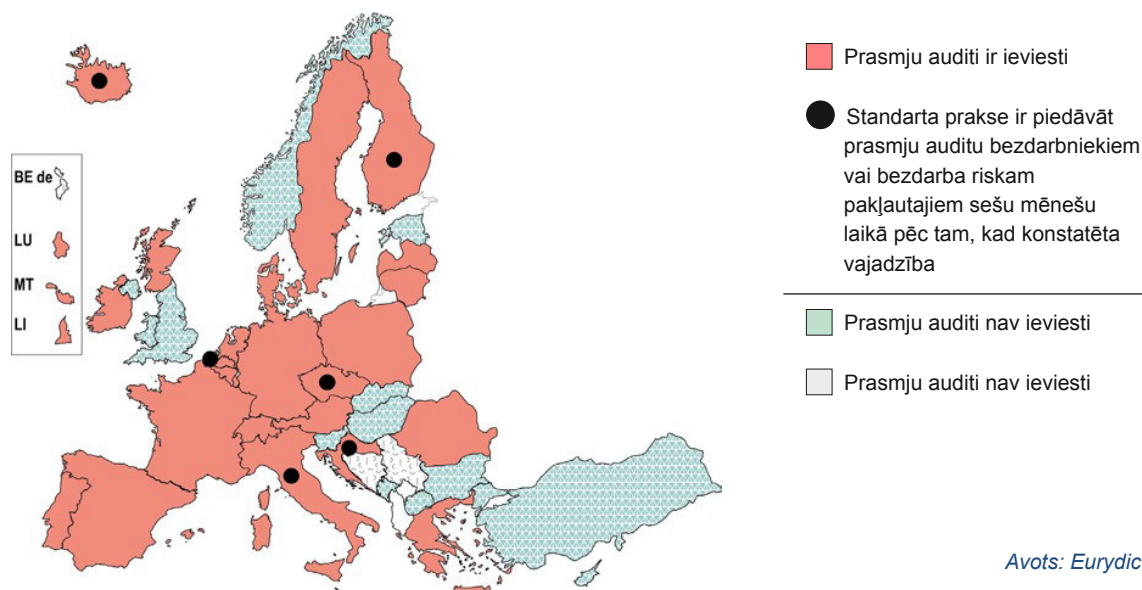 BE de
LU
MT
LI
Prasmju auditi ir ieviesti
Standarta prakse ir piedāvāt
prasmju auditu bezdarbniekiem
vai bezdarba riskam
pakļautajiem sešu mēnešu
laikā pēc tam, kad konstatēta
vajadzība
Prasmju auditi nav ieviesti
Prasmju auditi nav ieviesti
Avots: Eurydic